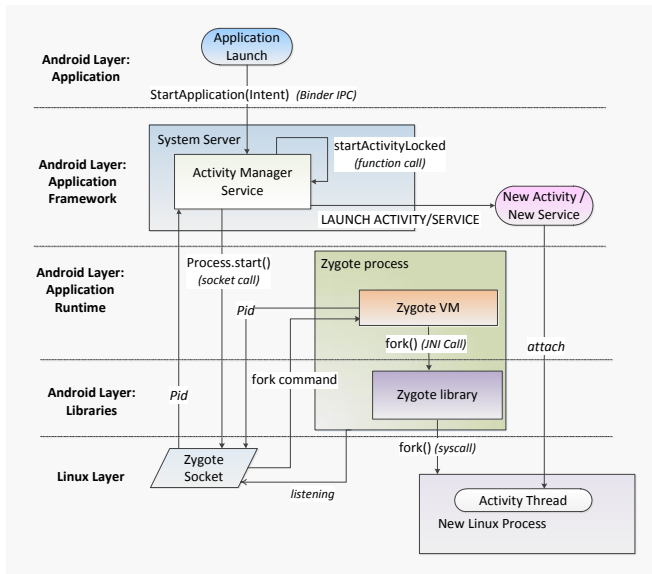 Application
Launch
Android Layer:
Application
StartApplication(Intent) (Binder IPC)
System Server
startActivityLocked
(function call)
Android Layer:
Application
Framework
Activity Manager
Service
New Activity /
New Service
LAUNCH ACTIVITY/SERVICE
Android Layer:
Application
Runtime
Process.start()
(socket call)
Zygote process
Pid
Zygote VM
fork() (JNI Call)
attach
fork command
Android Layer:
Libraries
Pid
Zygote library
Linux Layer
Zygote
Socket
fork() (syscall)
listening
Activity Thread
New Linux Process